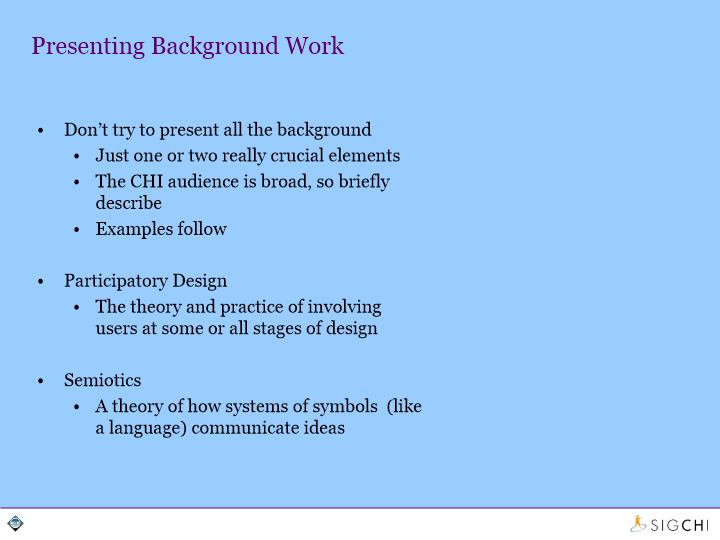 Presenting Background Work
• Don’t try to present all the background
• Just one or two really crucial elements
• The CHI audience is broad, so briefly
describe
• Examples follow
• Participatory Design
• The theory and practice of involving
users at some or all stages of design
• Semiotics
• A theory of how systems of symbols  (like
a language) communicate ideas
SIGCHI